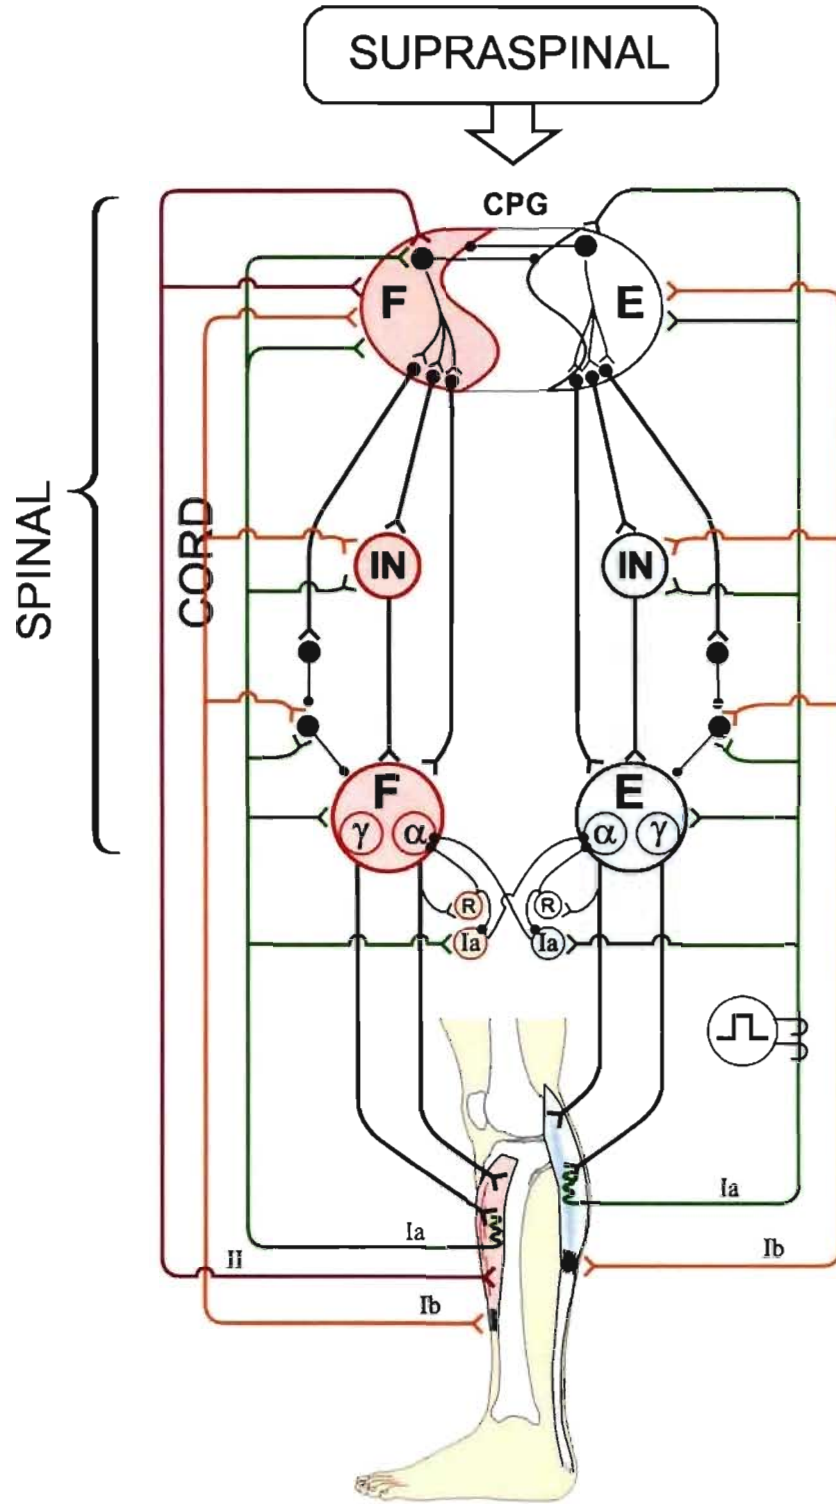 SUPRASPINAL
CPG
F
E
SPINAL
CORD
IN
IN
F
E
γ
α
α
γ
R
R
Ia
Ia
Ia
Ia
II
Ib
Ib